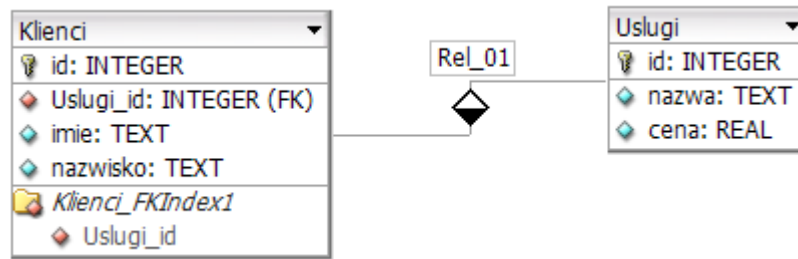 Klienci
id: INTEGER
Uslugi_id: INTEGER (FK)
imie: TEXT
nazwisko: TEXT
Klienci_FKIndex1
Uslugi_id
Rel_01
Uslugi
id: INTEGER
nazwa: TEXT
cena: REAL